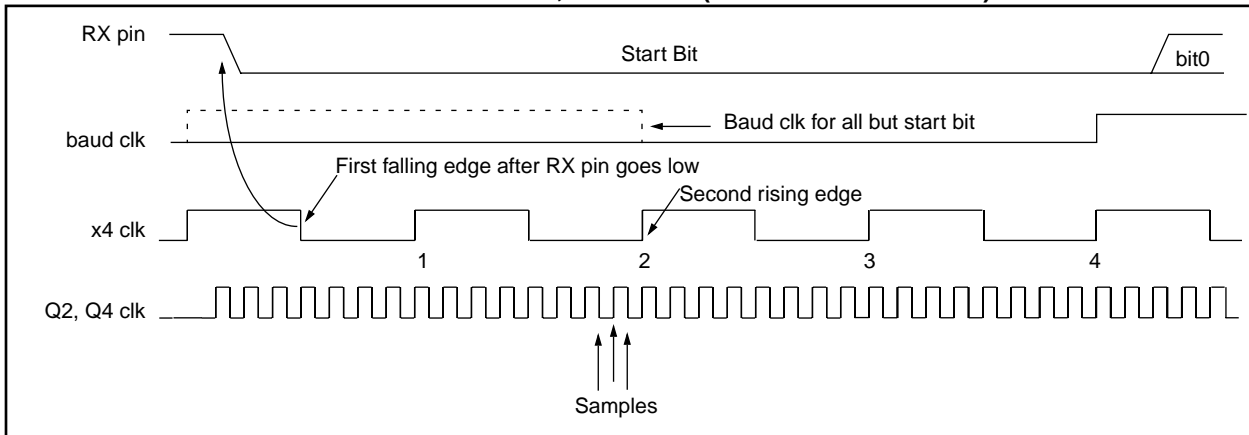 RX pin
Start Bit
bit0
Baud clk for all but start bit
baud clk
First falling edge after RX pin goes low
Second rising edge
x4 clk
1 2 3 4
Q2, Q4 clk
Samples